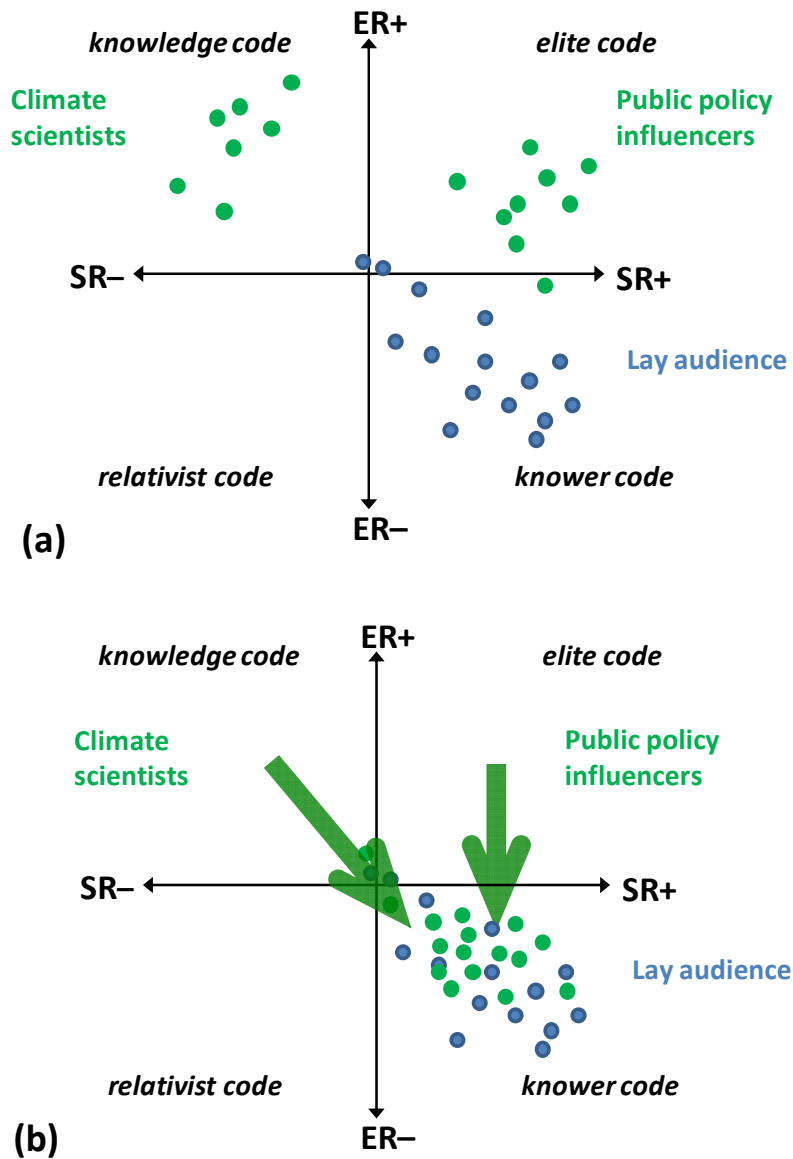 knowledge code
ER+
elite code
Climate
scientists
Public policy
influencers
SR–
SR+
Lay audience
relativist code
knower code
ER–
(a)
knowledge code
ER+
elite code
Climate
scientists
Public policy
influencers
SR–
SR+
Lay audience
relativist code
knower code
ER–
(b)